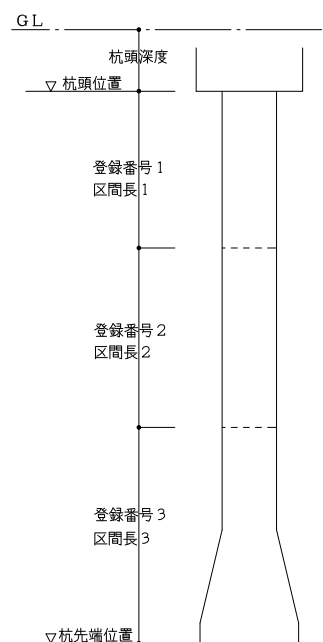 GL
杭頭深度
▽ 杭頭位置
登録番号1
区間長1
登録番号2
区間長2
登録番号3
区間長3
▽杭先端位置